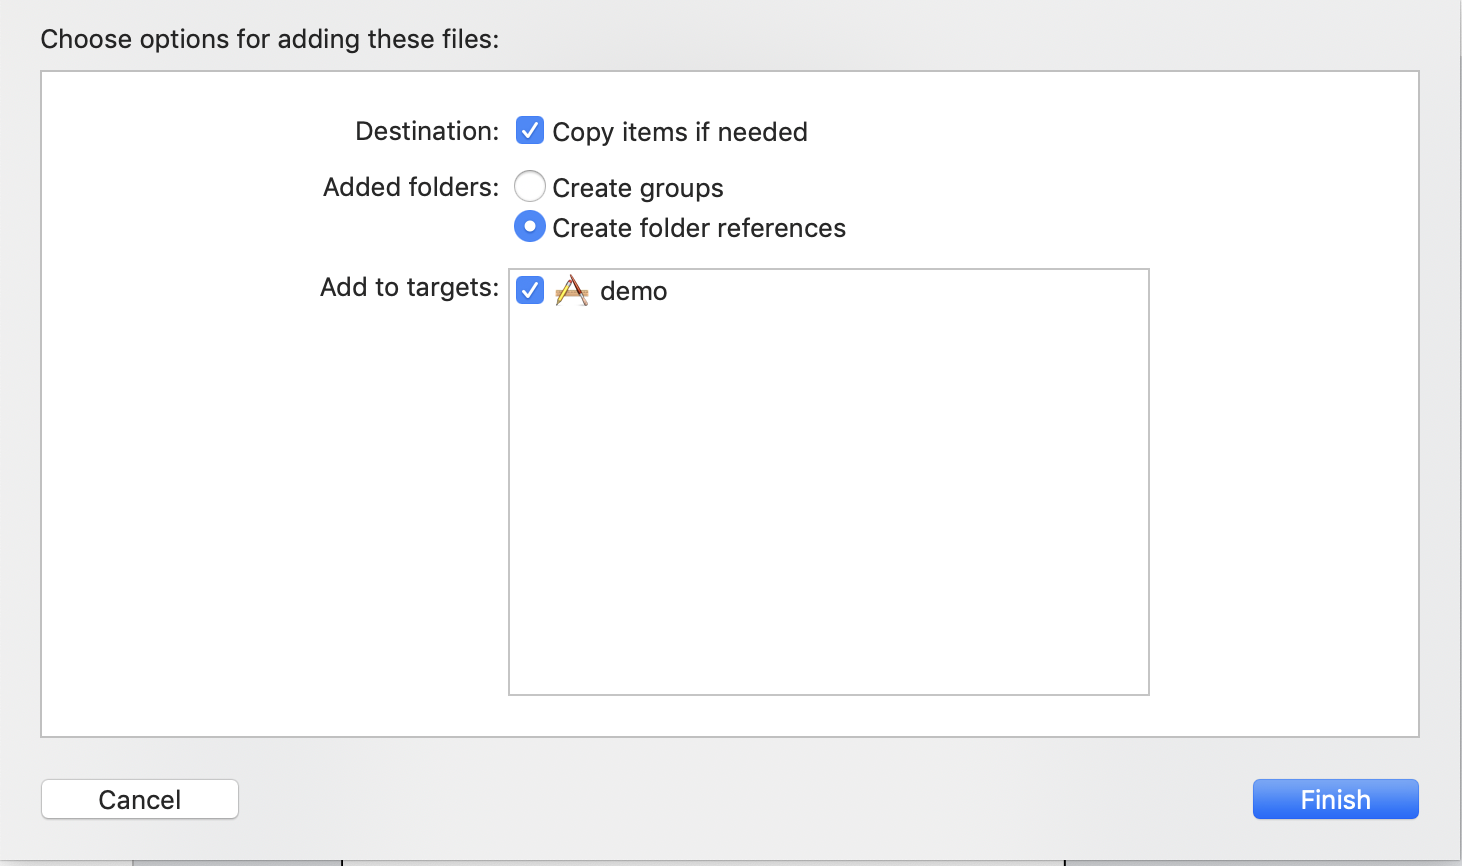 Choose options for adding these files:
Destination: Copy items if needed
Added folders: Create groups
Create folder references
Add to targets: demo
Cancel Finish